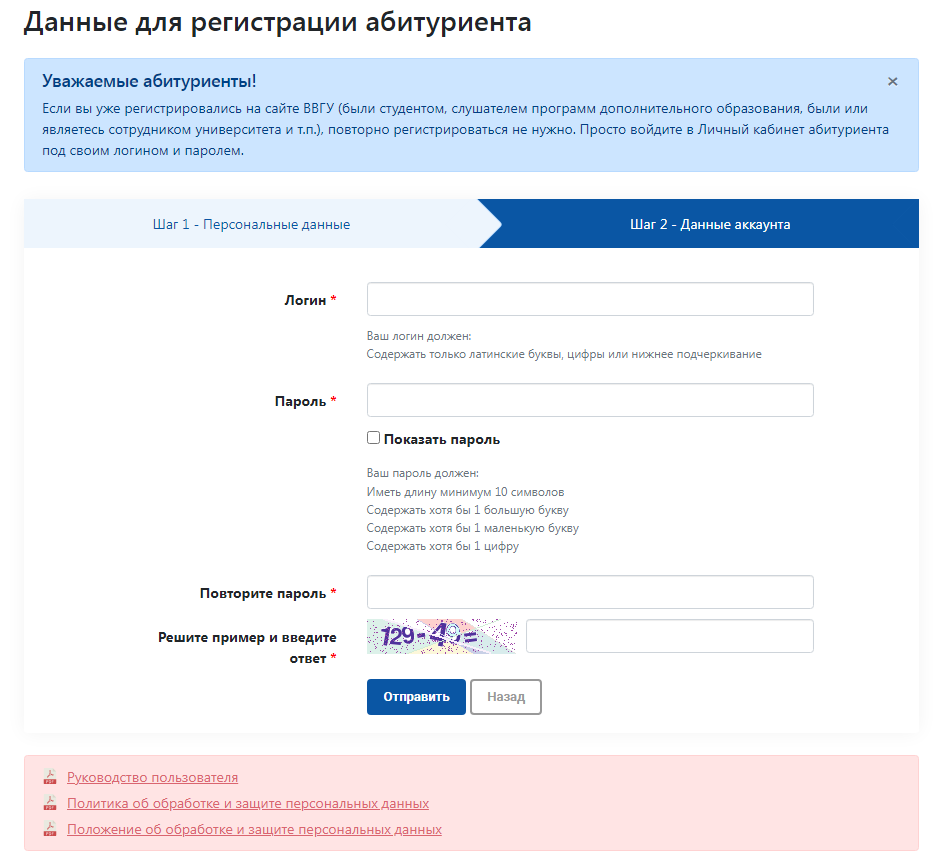 Данные для регистрации абитуриента
Уважаемые абитуриенты!
×
Если вы уже регистрировались на сайте ВВГУ (были студентом, слушателем программ дополнительного образования, были или
являетесь сотрудником университета и т.п.), повторно регистрироваться не нужно. Просто войдите в Личный кабинет абитуриента
под своим логином и паролем.
Шаг 1 - Персональные данные
Шаг 2 - Данные аккаунта
Логин *
Ваш логин должен:
Содержать только латинские буквы, цифры или нижнее подчеркивание
Пароль *
Показать пароль
Ваш пароль должен:
Иметь длину минимум 10 символов
Содержать хотя бы 1 большую букву
Содержать хотя бы 1 маленькую букву
Содержать хотя бы 1 цифру
Повторите пароль *
Решите пример и введите
ответ *
Отправить
Назад
Руководство пользователя
Политика об обработке и защите персональных данных
Положение об обработке и защите персональных данных